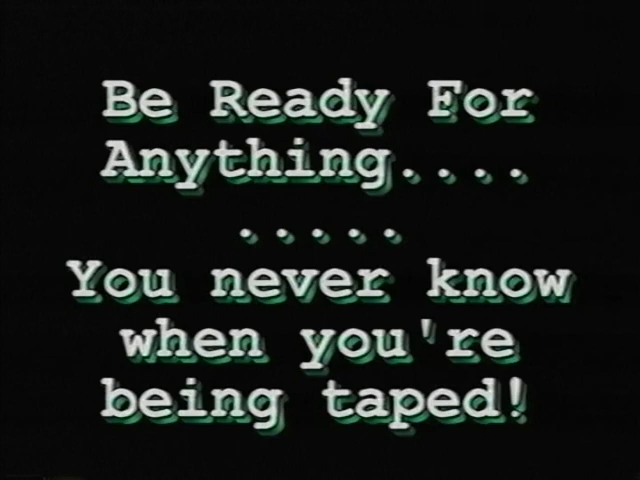 Be Ready For
Anything....
.....
You never know
when you're
being taped!